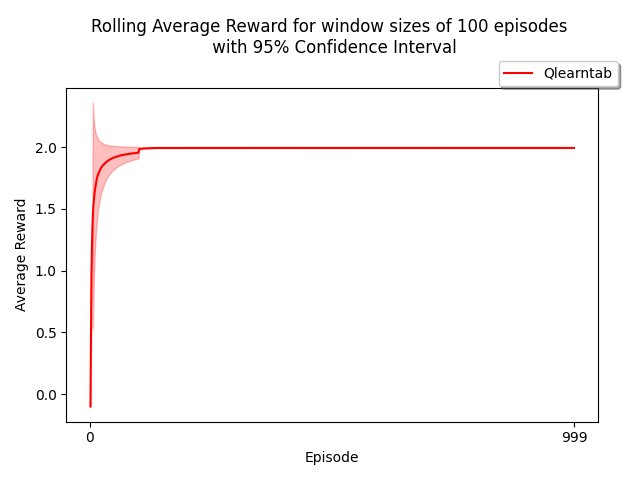 Rolling Average Reward for window sizes of 100 episodes
with 95% Confidence Interval
Qlearntab
Average Reward
2.0
1.5
1.0
0.5
0.0
0
999
Episode